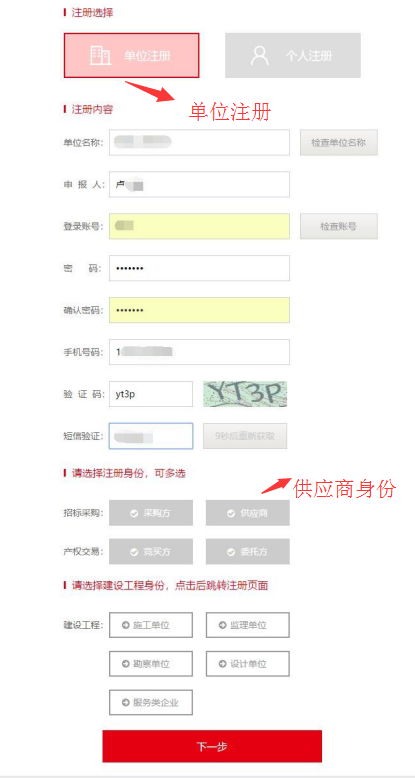 注册选择
单位注册 个人注册
单位注册
注册内容
单位名称: 检查单位名称
申 报 人: 卢
登录账号: 检查账号
密 码: •••••••
确认密码: •••••••
手机号码: 1
验 证 码: yt3p YT3P
短信验证: 9秒后重新获取
请选择注册身份，可多选
供应商身份
招标采购: 采购方 供应商
产权交易: 竞买方 委托方
请选择建设工程身份，点击后跳转注册页面
建设工程: 施工单位 监理单位
勘察单位 设计单位
服务类企业
下一步